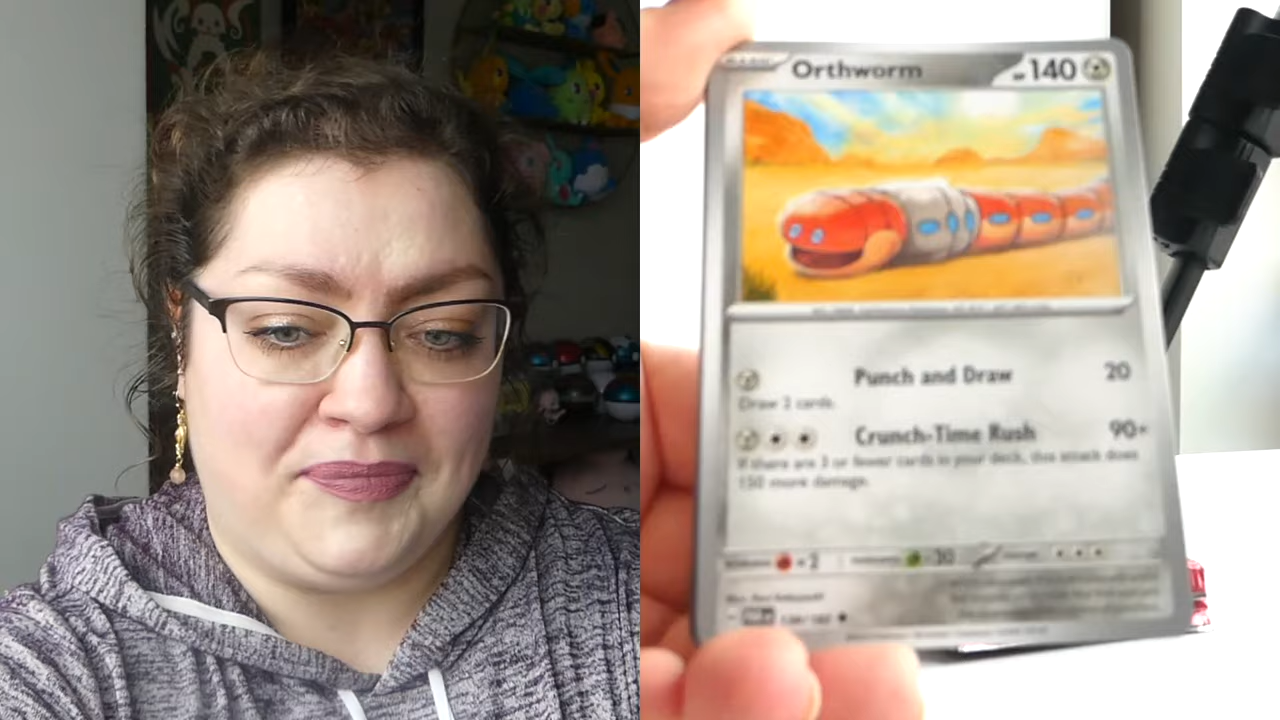 Orthworm 140
Punch and Draw 20
Draw 2 cards.
Crunch-Time Rush 90+
If there are 3 or fewer cards in your deck, this attack does
150 more damage.
×2 -30